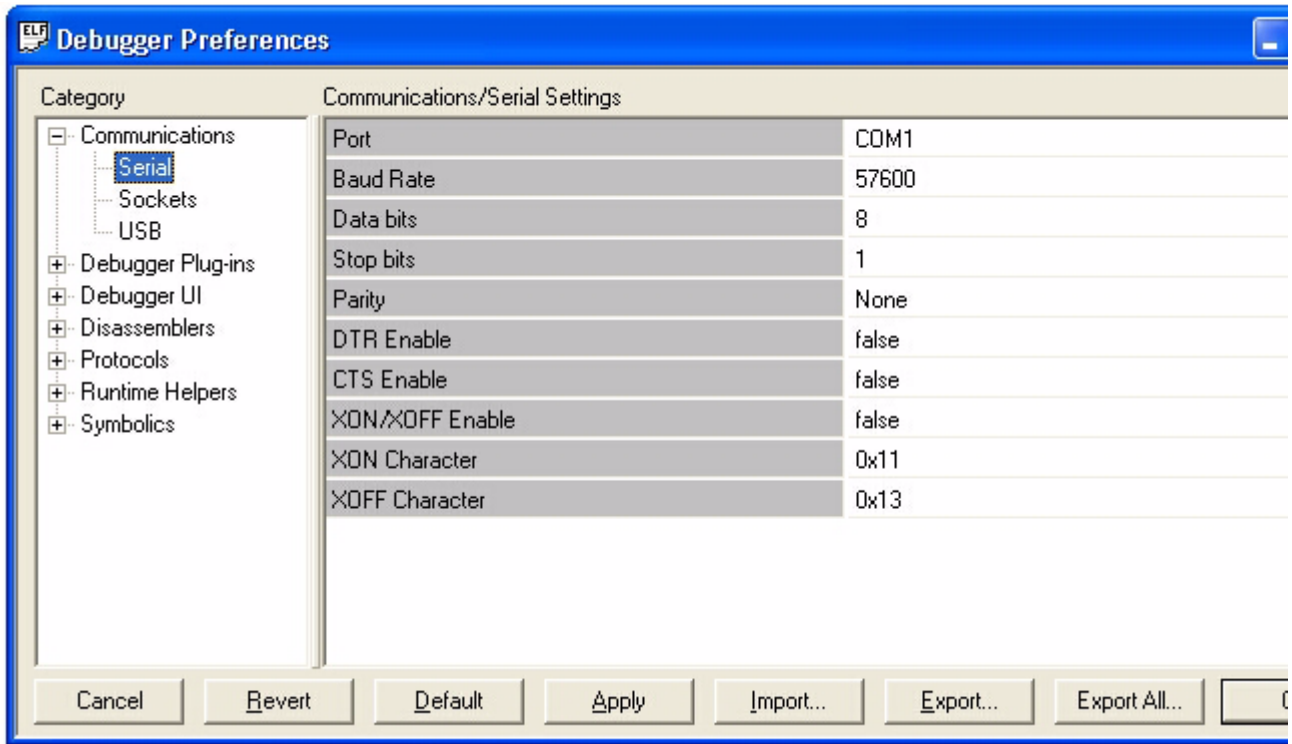 ELF Debugger Preferences
Category
Communications/Serial Settings
Communications
Serial
Sockets
USB
Debugger Plug-ins
Debugger UI
Disassemblers
Protocols
Runtime Helpers
Symbolics
Port COM1
Baud Rate 57600
Data bits 8
Stop bits 1
Parity None
DTR Enable false
CTS Enable false
XON/XOFF Enable false
XON Character 0x11
XOFF Character 0x13
Cancel Revert Default Apply Import... Export... Export All...